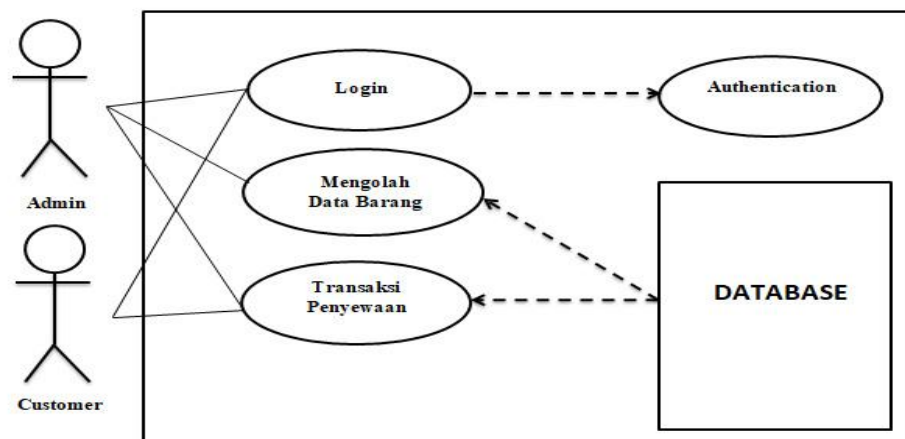 Login
Authentication
Mengolah
Data Barang
Admin
Transaksi
Penyewaan
DATABASE
Customer